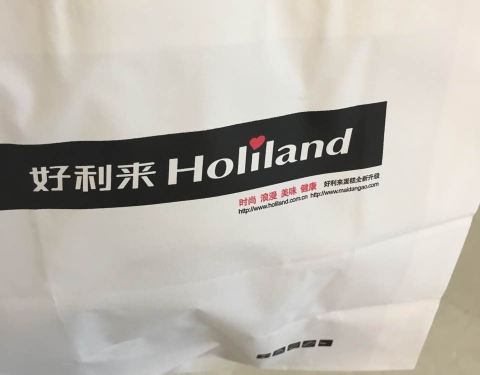 好利来 Holiland
时尚 浪漫 美味 健康 好利来蛋糕全新升级
http://www.holiland.com.cn http://www.maidangao.com